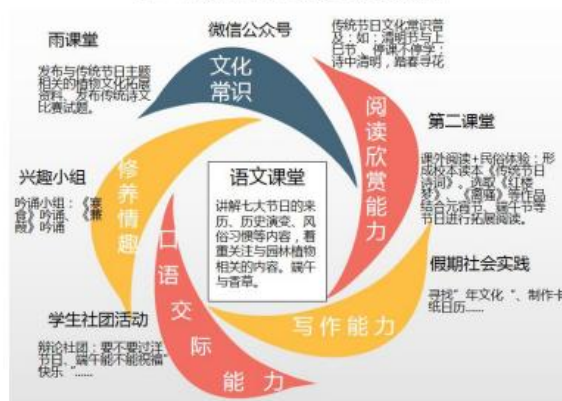 雨课堂
发布与传统节日主题
相关的植物文化拓展
资料。发布传统诗文
比赛试题。
微信公众号
传统节日文化常识普
及：如：清明节与上
巳节、停课不停学：
诗中清明，踏春寻花
文化
常识
阅读欣赏能力
第二课堂
课外阅读+民俗体验：形
成校本读本《传统节日
诗词》。选取《红楼
梦》、《离骚》等作品
结合元宵节、端午节等
节日进行拓展阅读。
兴趣小组
吟诵小组：《寒
食》吟诵、《蒹
葭》吟诵
修养情趣
语文课堂
讲解七大节日的来
历、历史演变、风
俗习惯等内容，着
重关注与园林植物
相关的内容。端午
与香草。
假期社会实践
寻找"年文化"、制作卡
纸日历……
写作能力
口语交际能力
学生社团活动
辩论社团：要不要过洋
节日、端午能不能祝福"
快乐"……